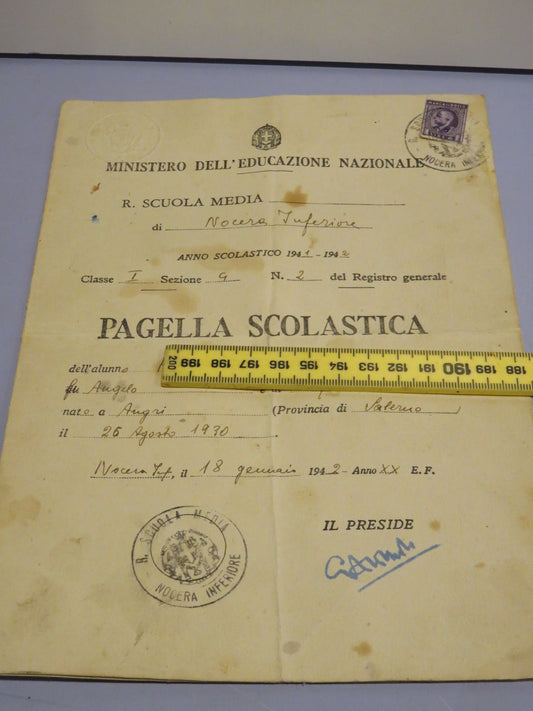 MINISTERO DELL'EDUCAZIONE NAZIONALE
R. SCUOLA MEDIA
di Nocera Inferiore
ANNO SCOLASTICO 1941-1942
Classe I Sezione G N. 2 del Registro generale
PAGELLA SCOLASTICA
dell'alunno
200 199 198 197 196 195 194 193 192 191 190 189 188
fu Angelo
nato a Angri (Provincia di Salerno
il 26 Agosto 1930
Nocera Inf., il 18 gennaio 1942-Anno XX E. F.
IL PRESIDE
R. SCUOLA MEDIA
NOCERA INFERIORE
R. SC
NOCERA INFERIORE